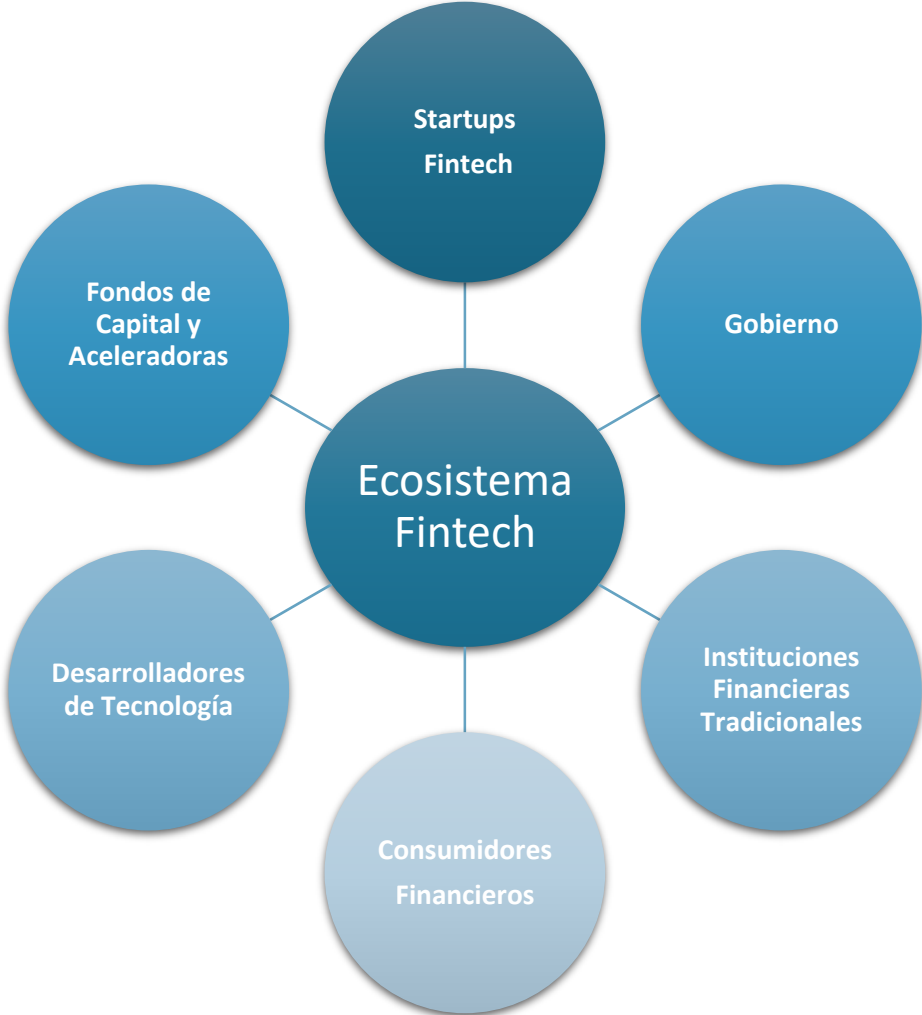 Startups
Fintech
Fondos de
Capital y
Aceleradoras
Gobierno
Ecosistema
Fintech
Desarrolladores
de Tecnología
Instituciones
Financieras
Tradicionales
Consumidores
Financieros